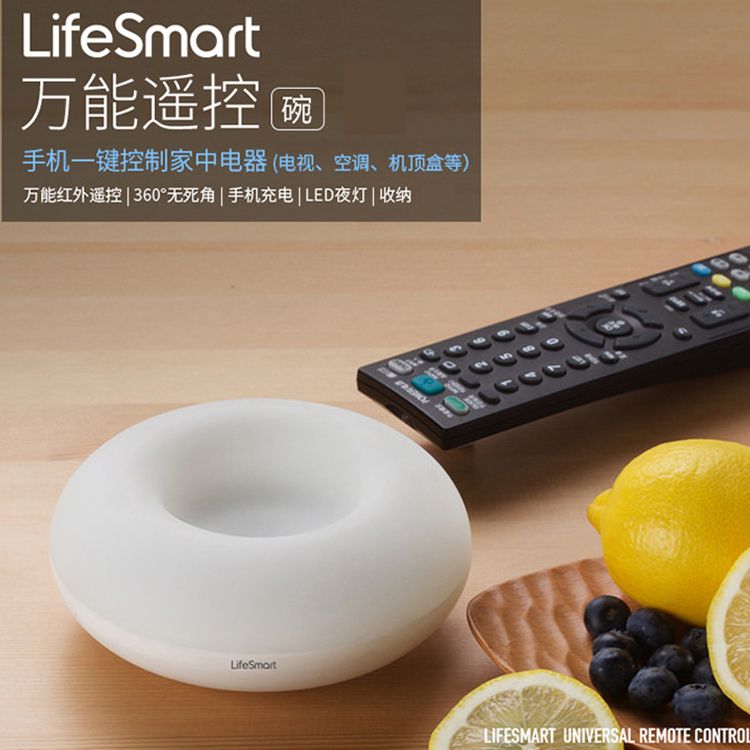 LifeSmart
万能遥控 碗
手机一键控制家中电器 (电视、空调、机顶盒等)
万能红外遥控 | 360°无死角 | 手机充电 | LED夜灯 | 收纳
LifeSmart
LIFESMART UNIVERSAL REMOTE CONTROL